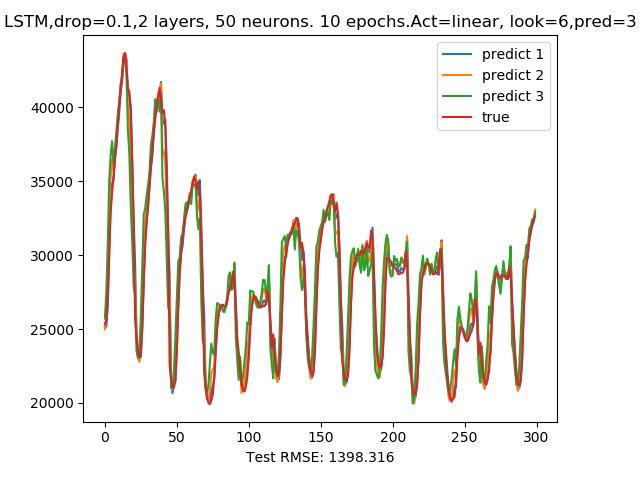 LSTM,drop=0.1,2 layers, 50 neurons. 10 epochs.Act=linear, look=6,pred=3
predict 1
predict 2
predict 3
true
40000
35000
30000
25000
20000
0 50 100 150 200 250 300
Test RMSE: 1398.316